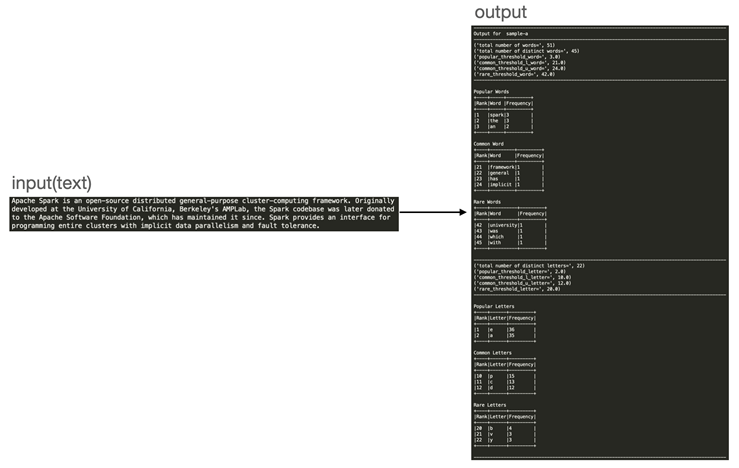 input(text)
Apache Spark is an open-source distributed general-purpose cluster-computing framework. Originally
developed at the University of California, Berkeley's AMPLab, the Spark codebase was later donated
to the Apache Software Foundation, which has maintained it since. Spark provides an interface for
programming entire clusters with implicit data parallelism and fault tolerance.
output
Output for sample-a
('total number of words=', 51)
('total number of distinct words=', 45)
('popular_threshold_word=', 3.0)
('common_threshold_l_word=', 21.0)
('common_threshold_u_word=', 24.0)
('rare_threshold_word=', 42.0)
Popular Words
+----+-----+---------+
|Rank|Word |Frequency|
+----+-----+---------+
|1 |spark|3 |
|2 |the |3 |
|3 |an |2 |
+----+-----+---------+
Common Word
+----+---------+---------+
|Rank|Word |Frequency|
+----+---------+---------+
|21 |framework|1 |
|22 |general |1 |
|23 |has |1 |
|24 |implicit |1 |
+----+---------+---------+
Rare Words
+----+----------+---------+
|Rank|Word |Frequency|
+----+----------+---------+
|42 |university|1 |
|43 |was |1 |
|44 |which |1 |
|45 |with |1 |
+----+----------+---------+
('total number of distinct letters=', 22)
('popular_threshold_letter=', 2.0)
('common_threshold_l_letter=', 10.0)
('common_threshold_u_letter=', 12.0)
('rare_threshold_letter=', 20.0)
Popular Letters
+----+------+---------+
|Rank|Letter|Frequency|
+----+------+---------+
|1 |e |36 |
|2 |a |35 |
+----+------+---------+
Common Letters
+----+------+---------+
|Rank|Letter|Frequency|
+----+------+---------+
|10 |p |15 |
|11 |c |13 |
|12 |d |12 |
+----+------+---------+
Rare Letters
+----+------+---------+
|Rank|Letter|Frequency|
+----+------+---------+
|20 |b |4 |
|21 |v |3 |
|22 |y |3 |
+----+------+---------+